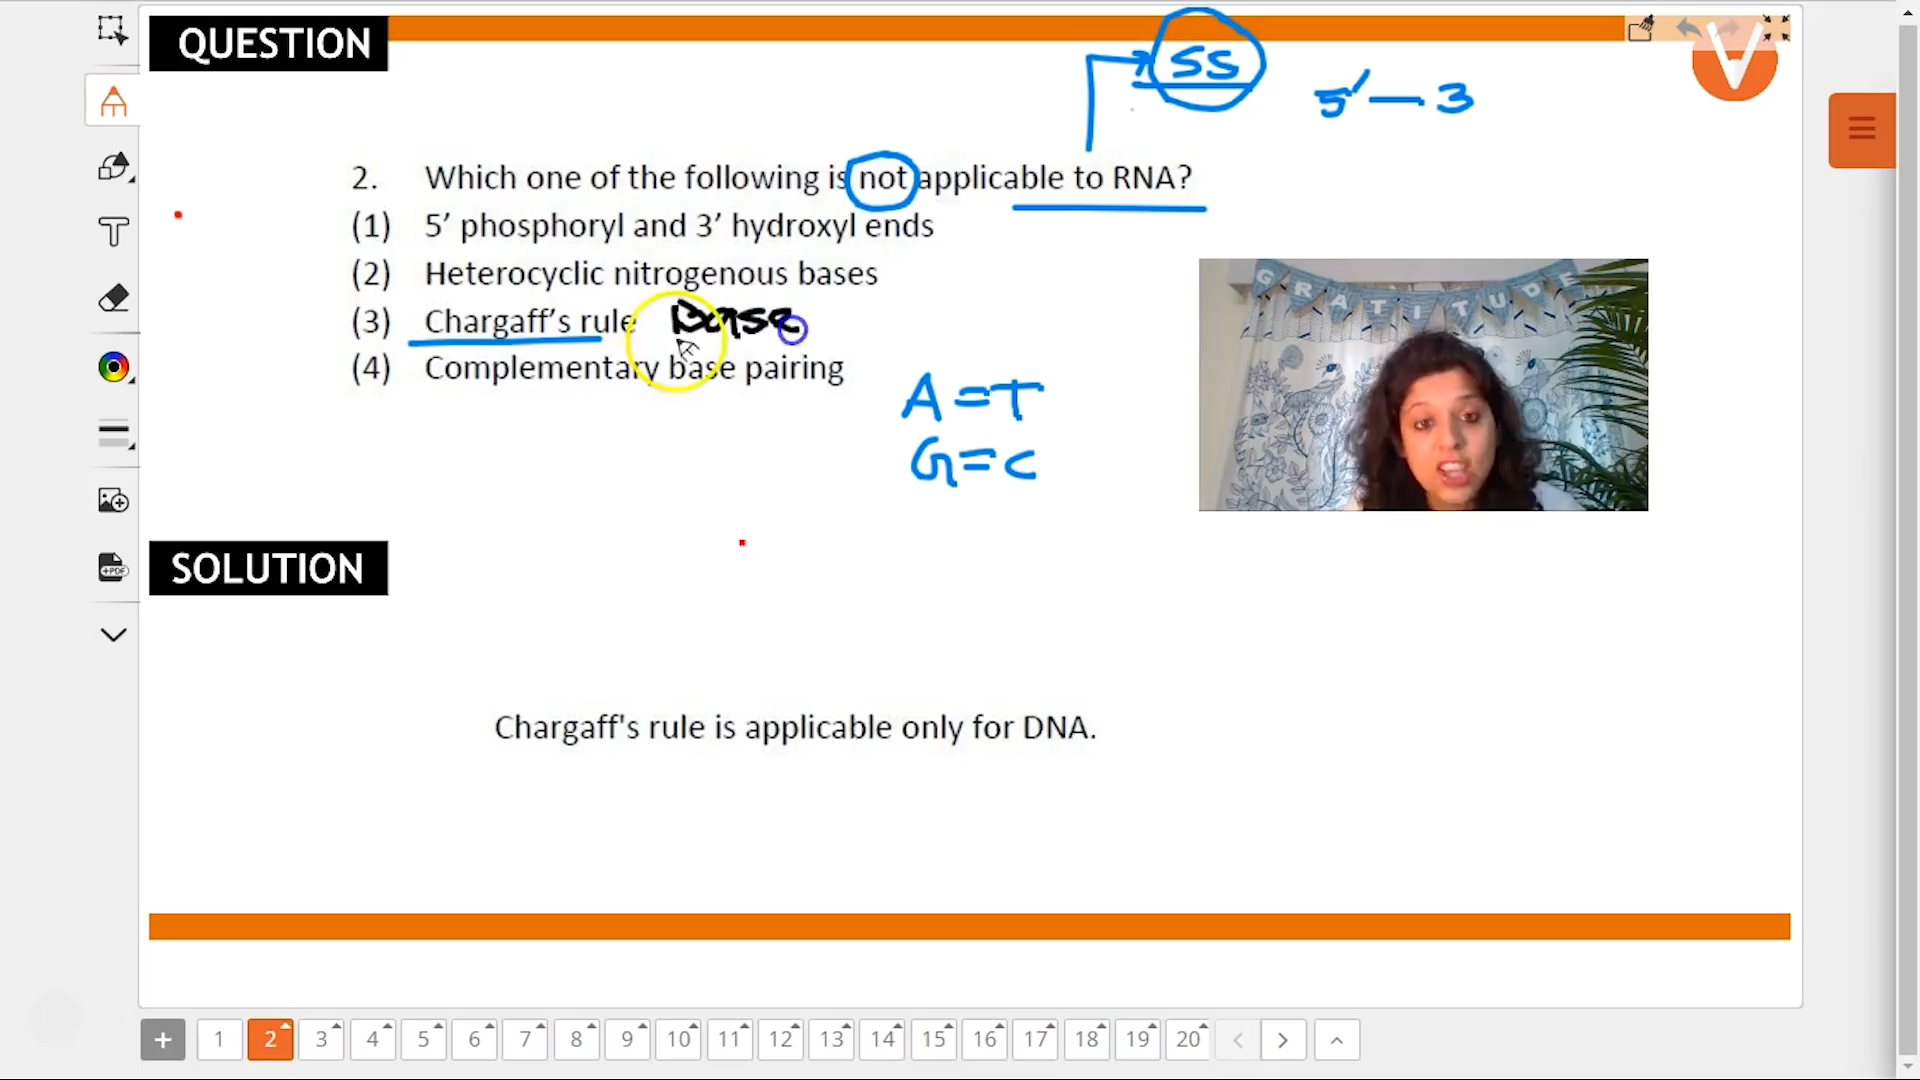 QUESTION
SS
5' — 3
2. Which one of the following is not applicable to RNA?
(1) 5’ phosphoryl and 3’ hydroxyl ends
(2) Heterocyclic nitrogenous bases
(3) Chargaff’s rule Base
(4) Complementary base pairing
A = T
G = C
GRATITUDE
SOLUTION
Chargaff's rule is applicable only for DNA.
+PDF
+ 1 2 3 4 5 6 7 8 9 10 11 12 13 14 15 16 17 18 19 20